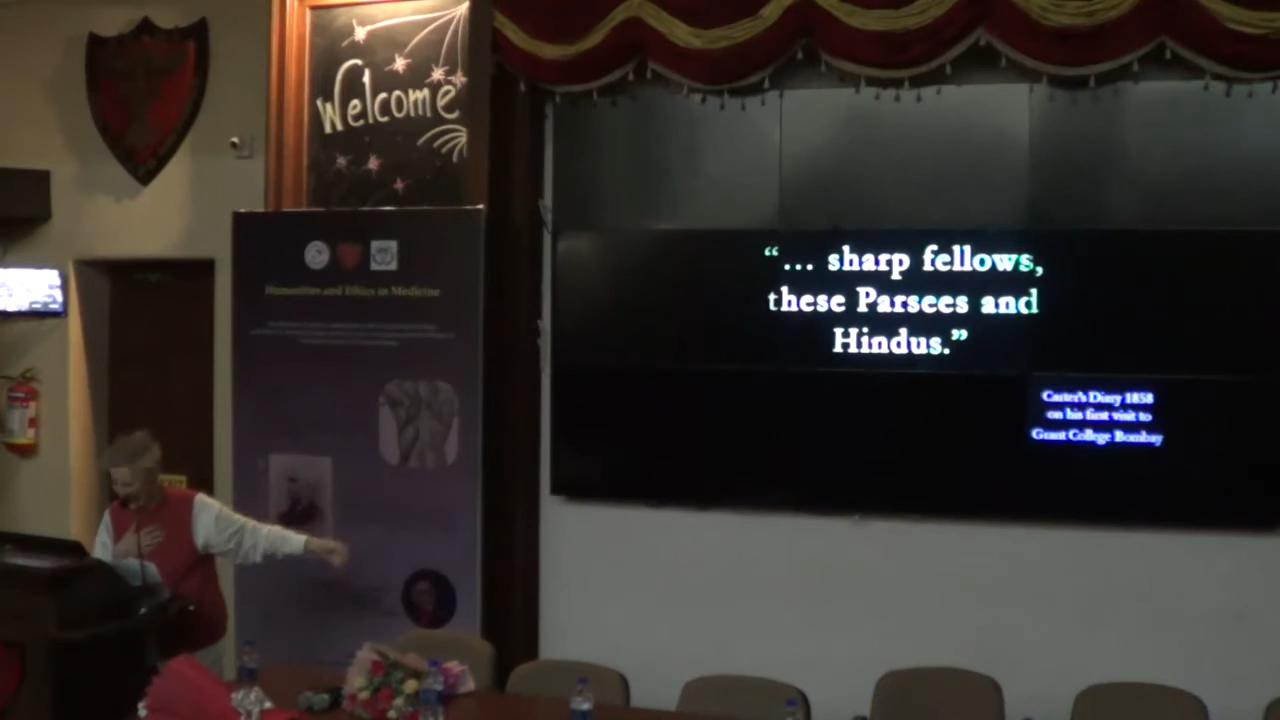 Welcome
Humanities and Ethics in Medicine
EXIT
“... sharp fellows,
these Parsees and
Hindus.”
Carter's Diary 1858
on his first visit to
Grant College Bombay